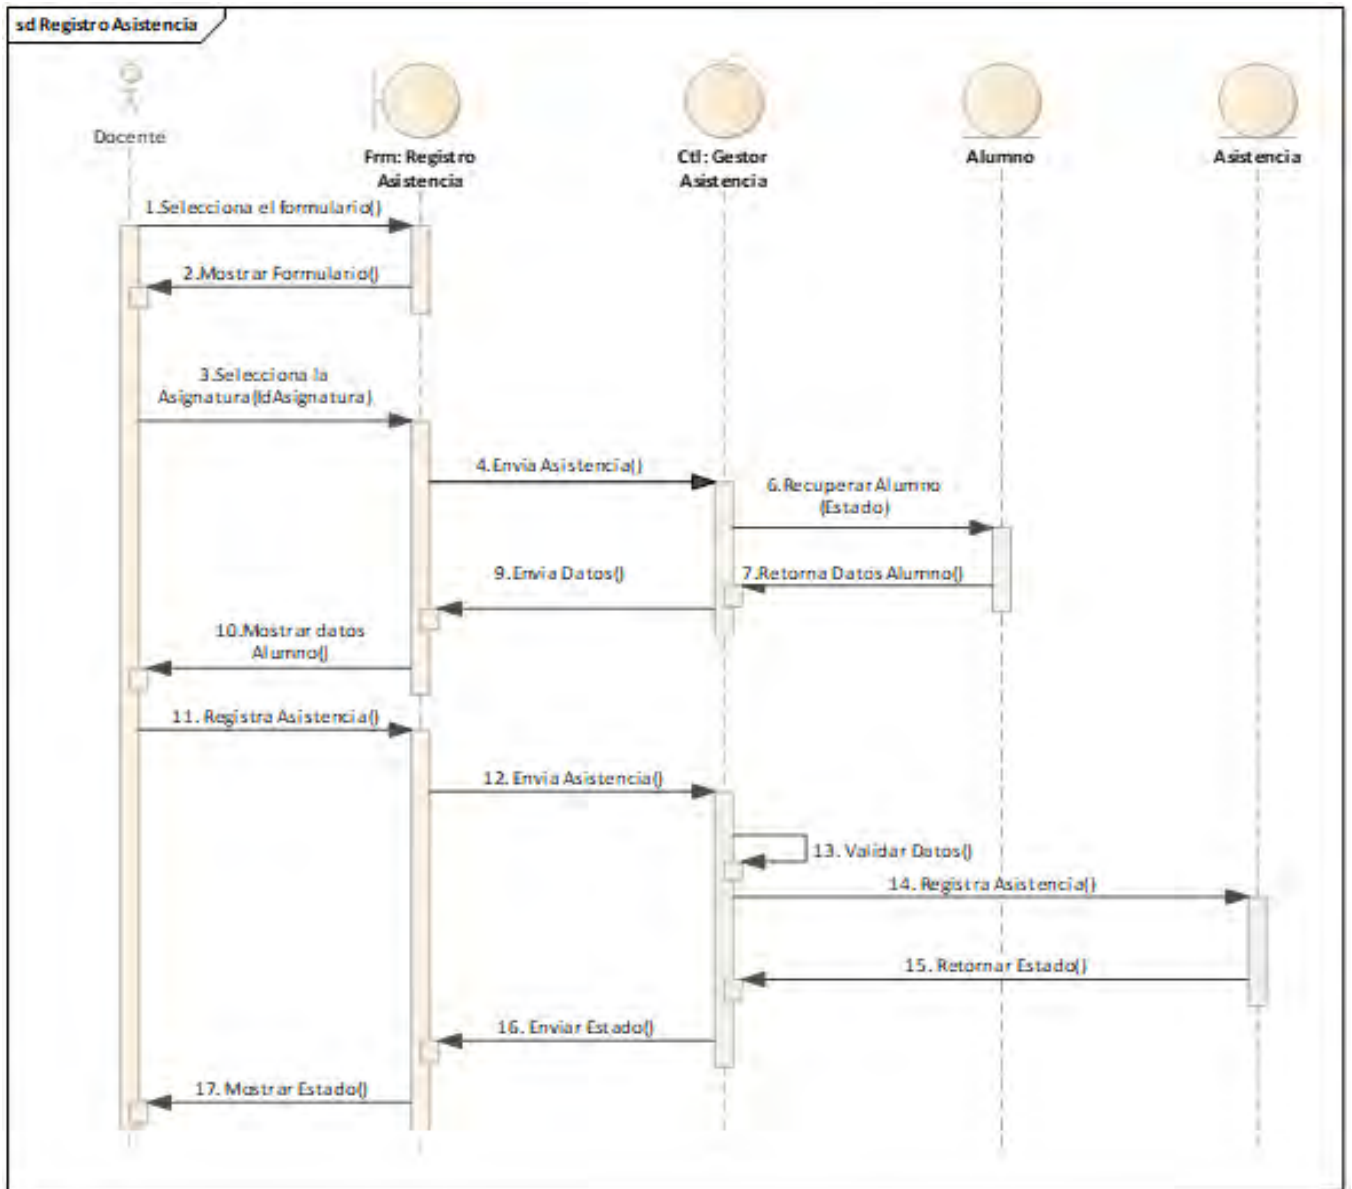 sd Registro Asistencia
Docente
Frm: Registro
Asistencia
Ctl: Gestor
Asistencia
Alumno
Asistencia
1.Selecciona el formulario()
2.Mostrar Formulario()
3.Selecciona la
Asignatura(IdAsignatura)
4.Envia Asistencia()
6.Recuperar Alumno
(Estado)
7.Retorna Datos Alumno()
9.Envia Datos()
10.Mostrar datos
Alumno()
11. Registra Asistencia()
12. Envia Asistencia()
13. Validar Datos()
14. Registra Asistencia()
15. Retornar Estado()
16. Enviar Estado()
17. Mostrar Estado()